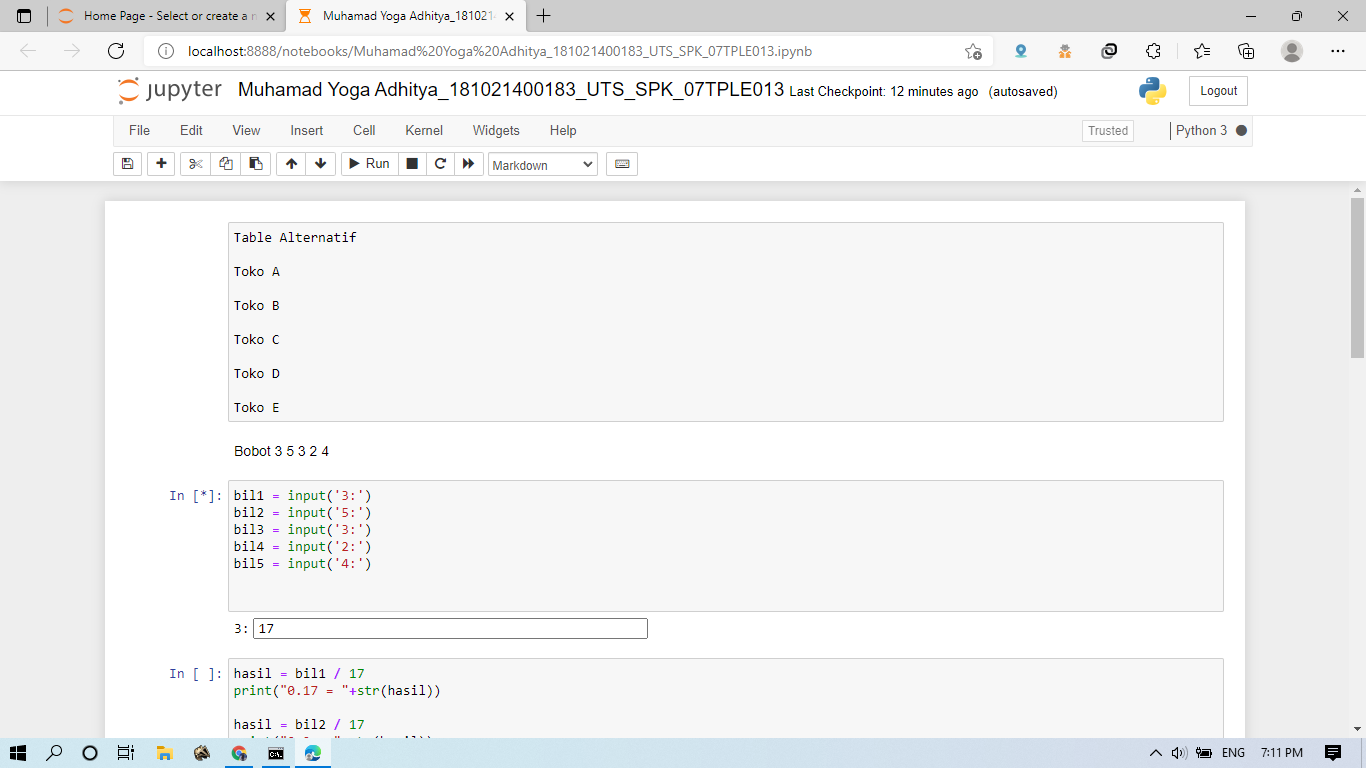 Home Page - Select or create a n
Muhamad Yoga Adhitya_181021
localhost:8888/notebooks/Muhamad%20Yoga%20Adhitya_181021400183_UTS_SPK_07TPLE013.ipynb
jupyter Muhamad Yoga Adhitya_181021400183_UTS_SPK_07TPLE013 Last Checkpoint: 12 minutes ago (autosaved)
Logout
File Edit View Insert Cell Kernel Widgets Help
Trusted Python 3
Run Markdown
Table Alternatif
Toko A
Toko B
Toko C
Toko D
Toko E
Bobot 3 5 3 2 4
In [*]: bil1 = input('3:')
bil2 = input('5:')
bil3 = input('3:')
bil4 = input('2:')
bil5 = input('4:')
3: 17
In [ ]: hasil = bil1 / 17
print("0.17 = "+str(hasil))
hasil = bil2 / 17
ENG 7:11 PM